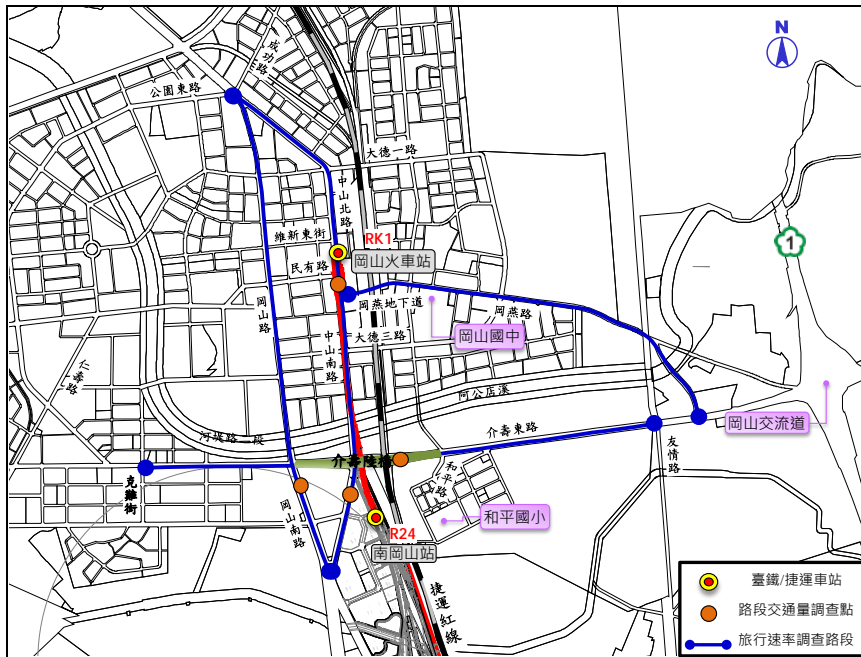 N
成功路
公園東路
大德一路
中山北路
維新東街
RK1
岡山火車站
民有路
岡燕地下道
岡燕路
岡山路
中山南路
大德三路
岡山國中
1
仁壽路
阿公店溪
河堤路二段
介壽東路
岡山交流道
介壽陸橋
和平路
友情路
克難街
岡山南路
和平國小
R24
南岡山站
捷運紅線
臺鐵/捷運車站
路段交通量調查點
旅行速率調查路段